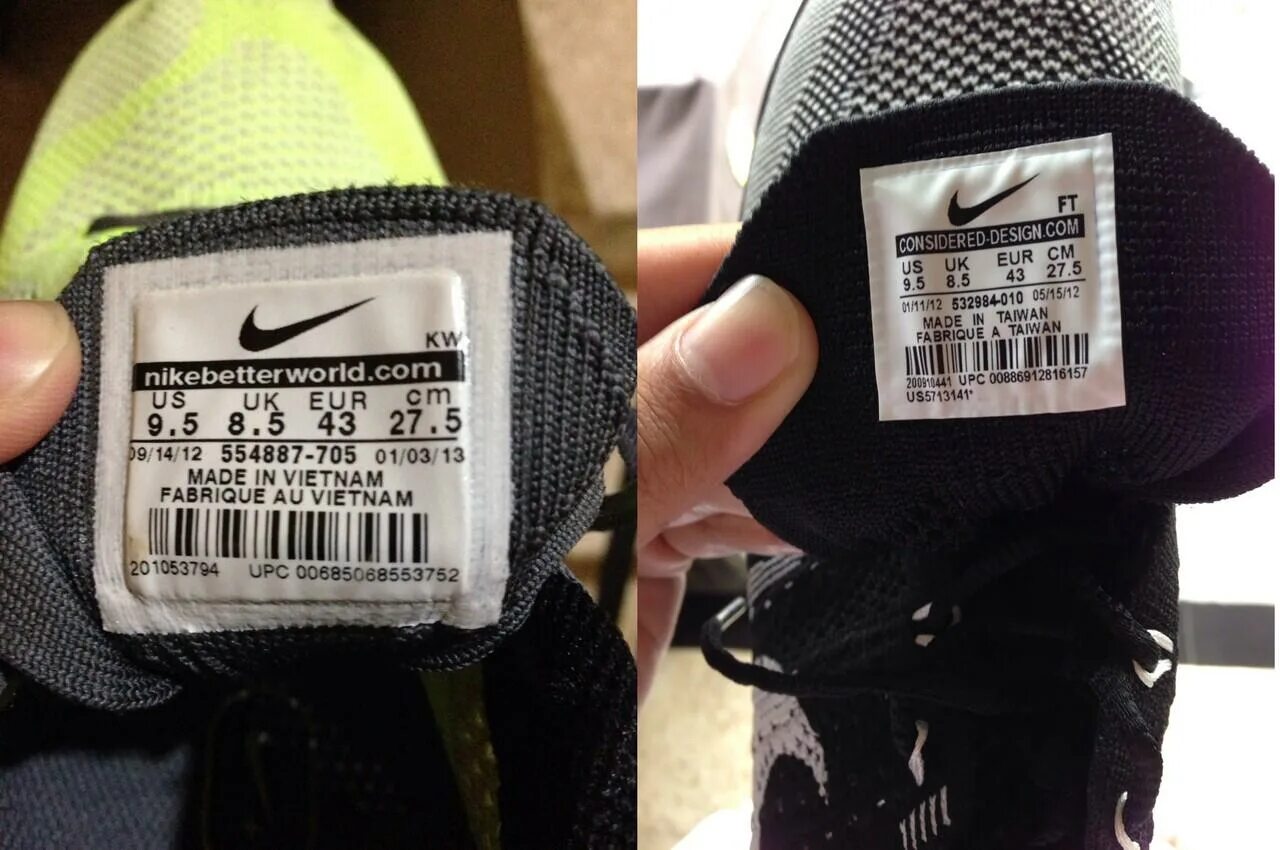 KW
nikebetterworld.com
US UK EUR cm
9.5 8.5 43 27.5
09/14/12 554887-705 01/03/13
MADE IN VIETNAM
FABRIQUE AU VIETNAM
201053794 UPC 00685068553752
FT
CONSIDERED-DESIGN.COM
US UK EUR CM
9.5 8.5 43 27.5
01/11/12 532984-010 05/15/12
MADE IN TAIWAN
FABRIQUE A TAIWAN
200910441 UPC 00886912816157
US5713141*